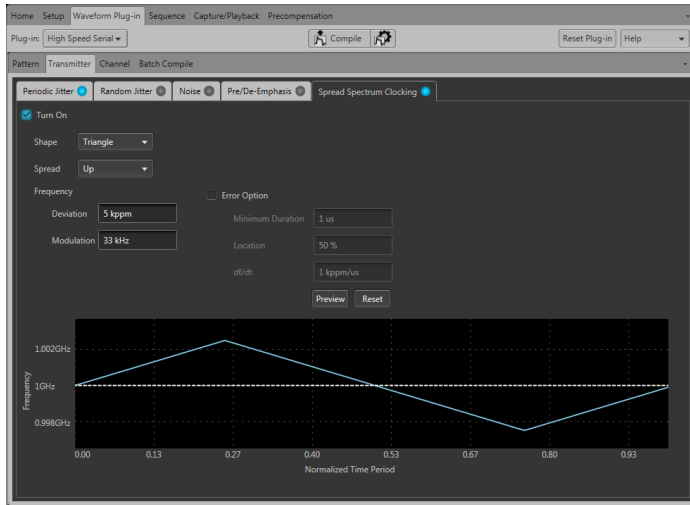 Home Setup Waveform Plug-in Sequence Capture/Playback Precompensation
Plug-in: High Speed Serial Compile Reset Plug-in Help
Pattern Transmitter Channel Batch Compile
Periodic Jitter Random Jitter Noise Pre/De-Emphasis Spread Spectrum Clocking
Turn On
Shape Triangle
Spread Up
Frequency Error Option
Deviation 5 kppm Minimum Duration 1 us
Modulation 33 kHz Location 50 %
df/dt 1 kppm/us
Preview Reset
1.002GHz
1GHz
0.998GHz
Frequency
0.00 0.13 0.27 0.40 0.53 0.67 0.80 0.93
Normalized Time Period